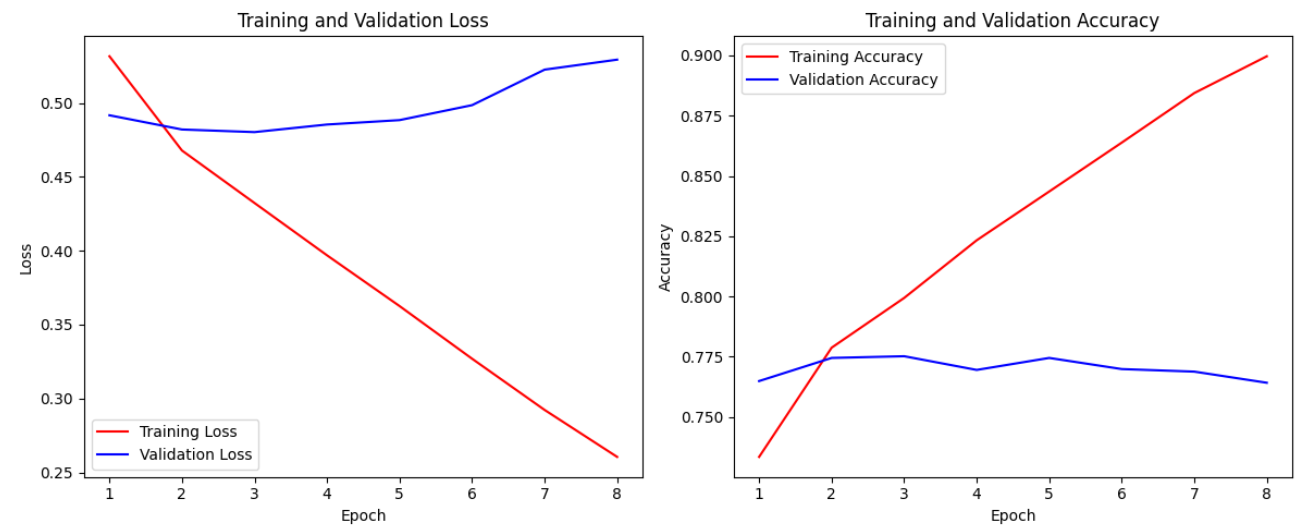 Training and Validation Loss
0.50
0.45
0.40
0.35
0.30
0.25
Loss
Training Loss
Validation Loss
1 2 3 4 5 6 7 8
Epoch
Training and Validation Accuracy
0.900
0.875
0.850
0.825
0.800
0.775
0.750
Accuracy
Training Accuracy
Validation Accuracy
1 2 3 4 5 6 7 8
Epoch